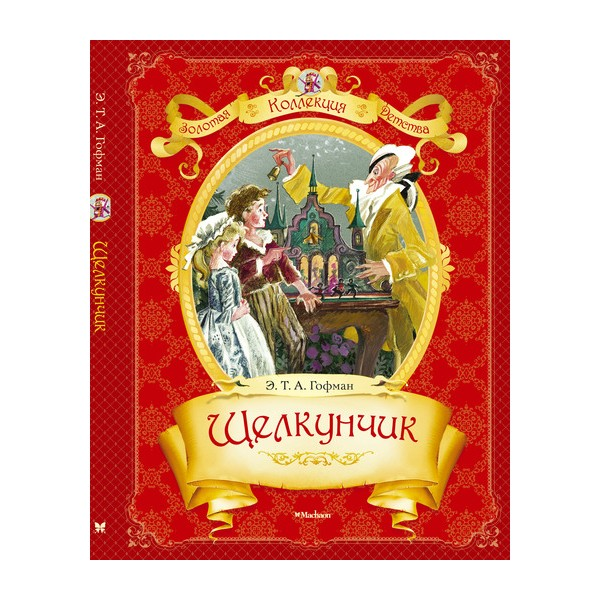 Э. Т. А. Гофман
Щелкунчик
Золотая Коллекция Детства
Э. Т. А. Гофман
Щелкунчик
Machaon